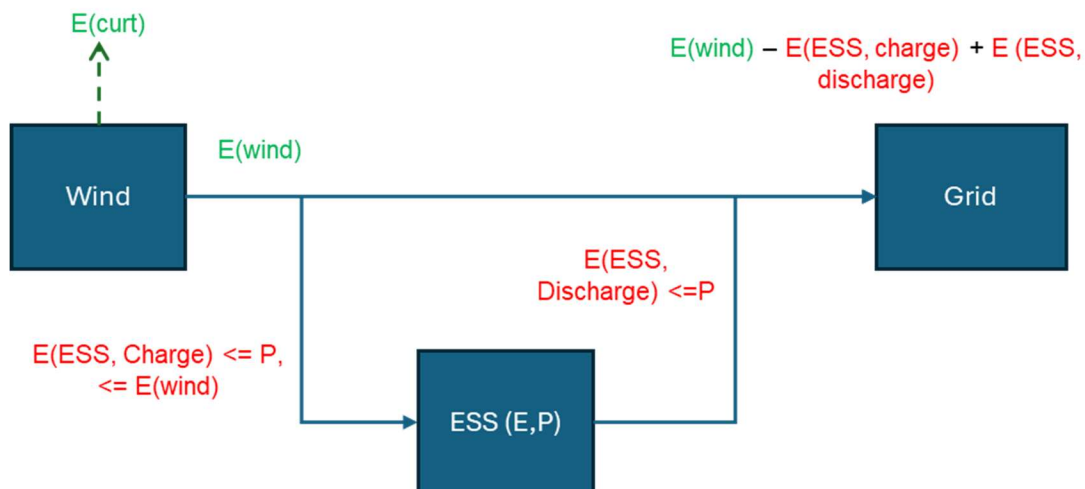 E(curt)
E(wind) – E(ESS, charge) + E (ESS,
discharge)
E(wind)
Wind
Grid
E(ESS,
Discharge) <=P
E(ESS, Charge) <= P,
<= E(wind)
ESS (E,P)